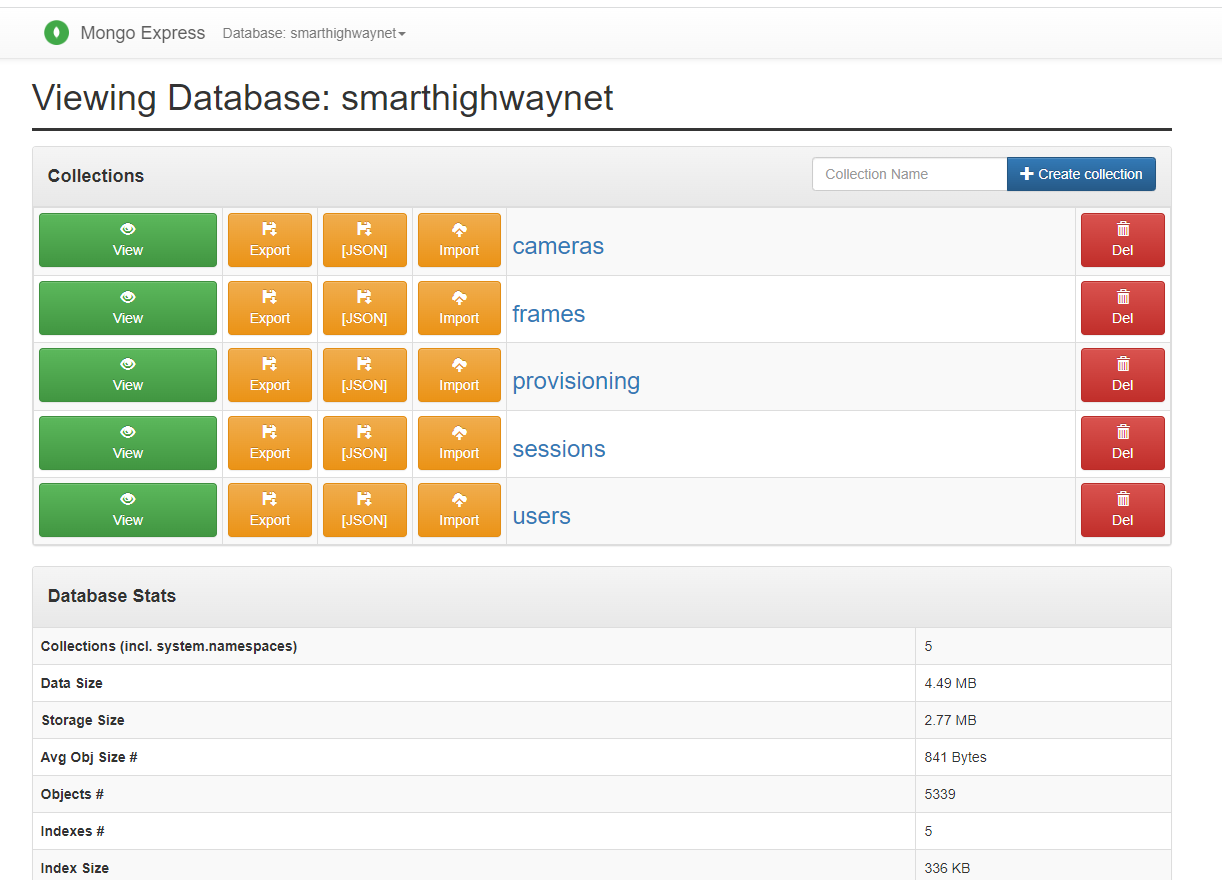 Mongo Express Database: smarthighwaynet
Viewing Database: smarthighwaynet
Collections Collection Name Create collection
View Export [JSON] Import cameras Del
View Export [JSON] Import frames Del
View Export [JSON] Import provisioning Del
View Export [JSON] Import sessions Del
View Export [JSON] Import users Del
Database Stats
Collections (incl. system.namespaces) 5
Data Size 4.49 MB
Storage Size 2.77 MB
Avg Obj Size # 841 Bytes
Objects # 5339
Indexes # 5
Index Size 336 KB